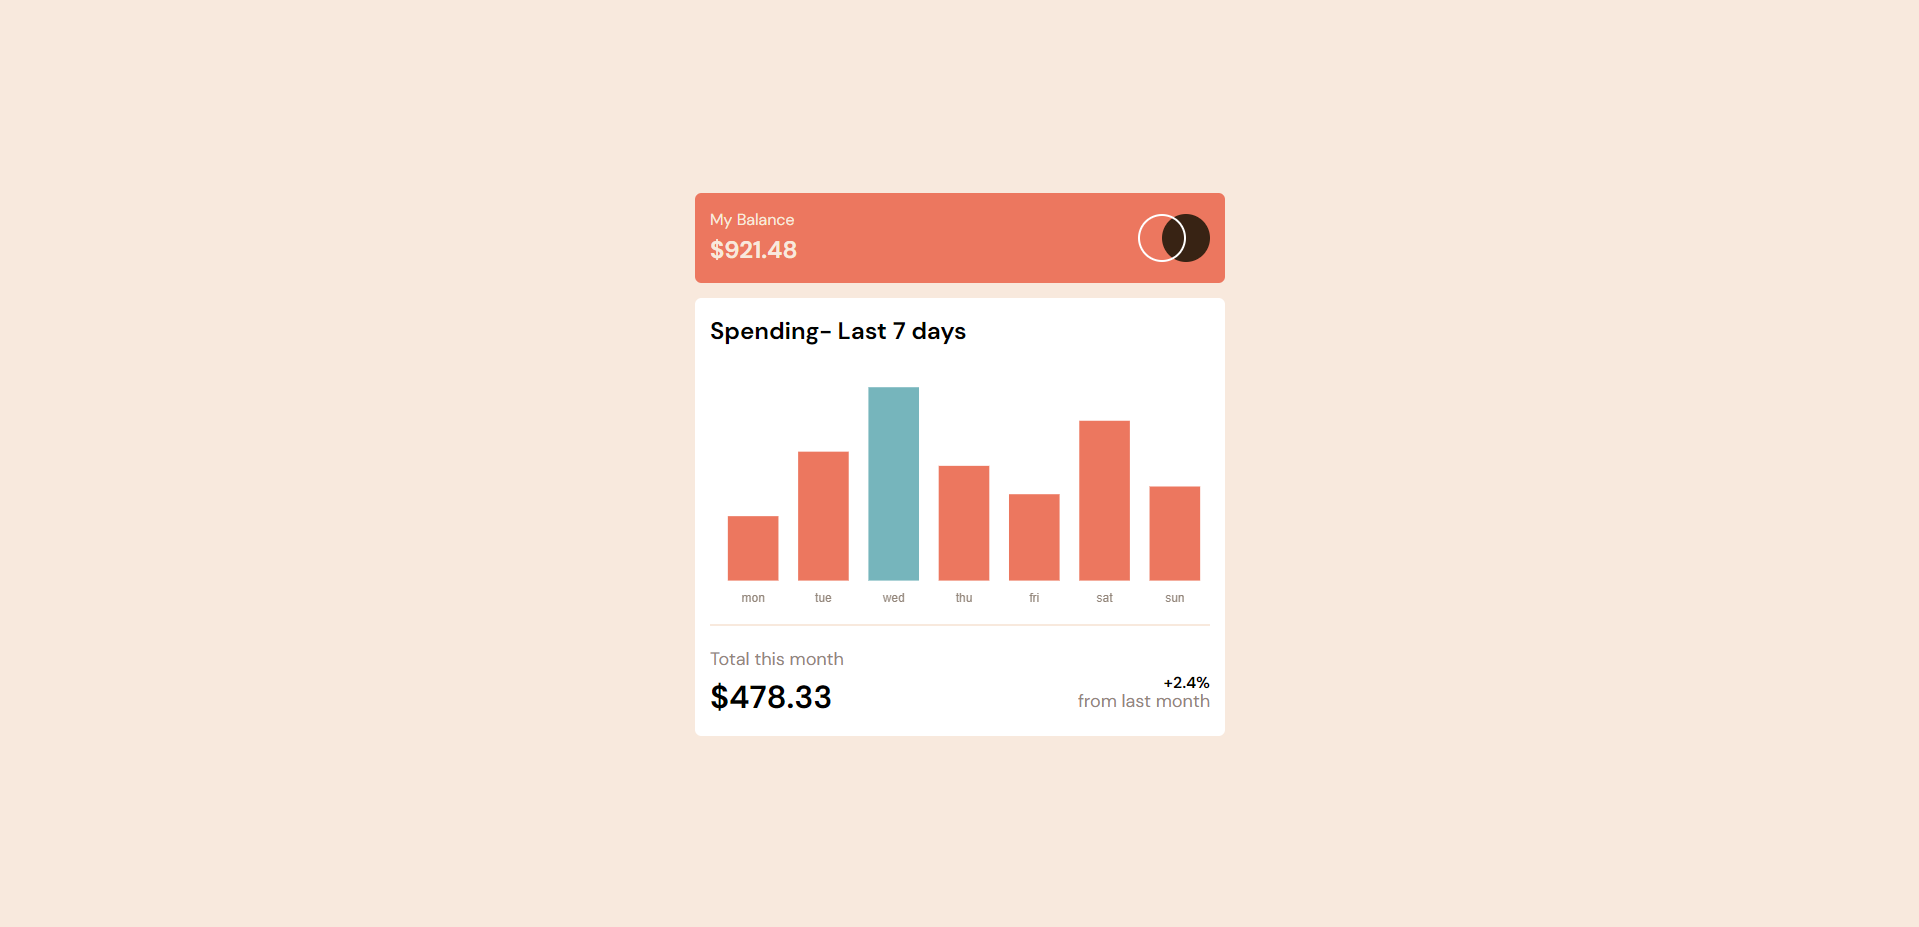 My Balance
$921.48
Spending- Last 7 days
mon tue wed thu fri sat sun
Total this month
$478.33
+2.4%
from last month